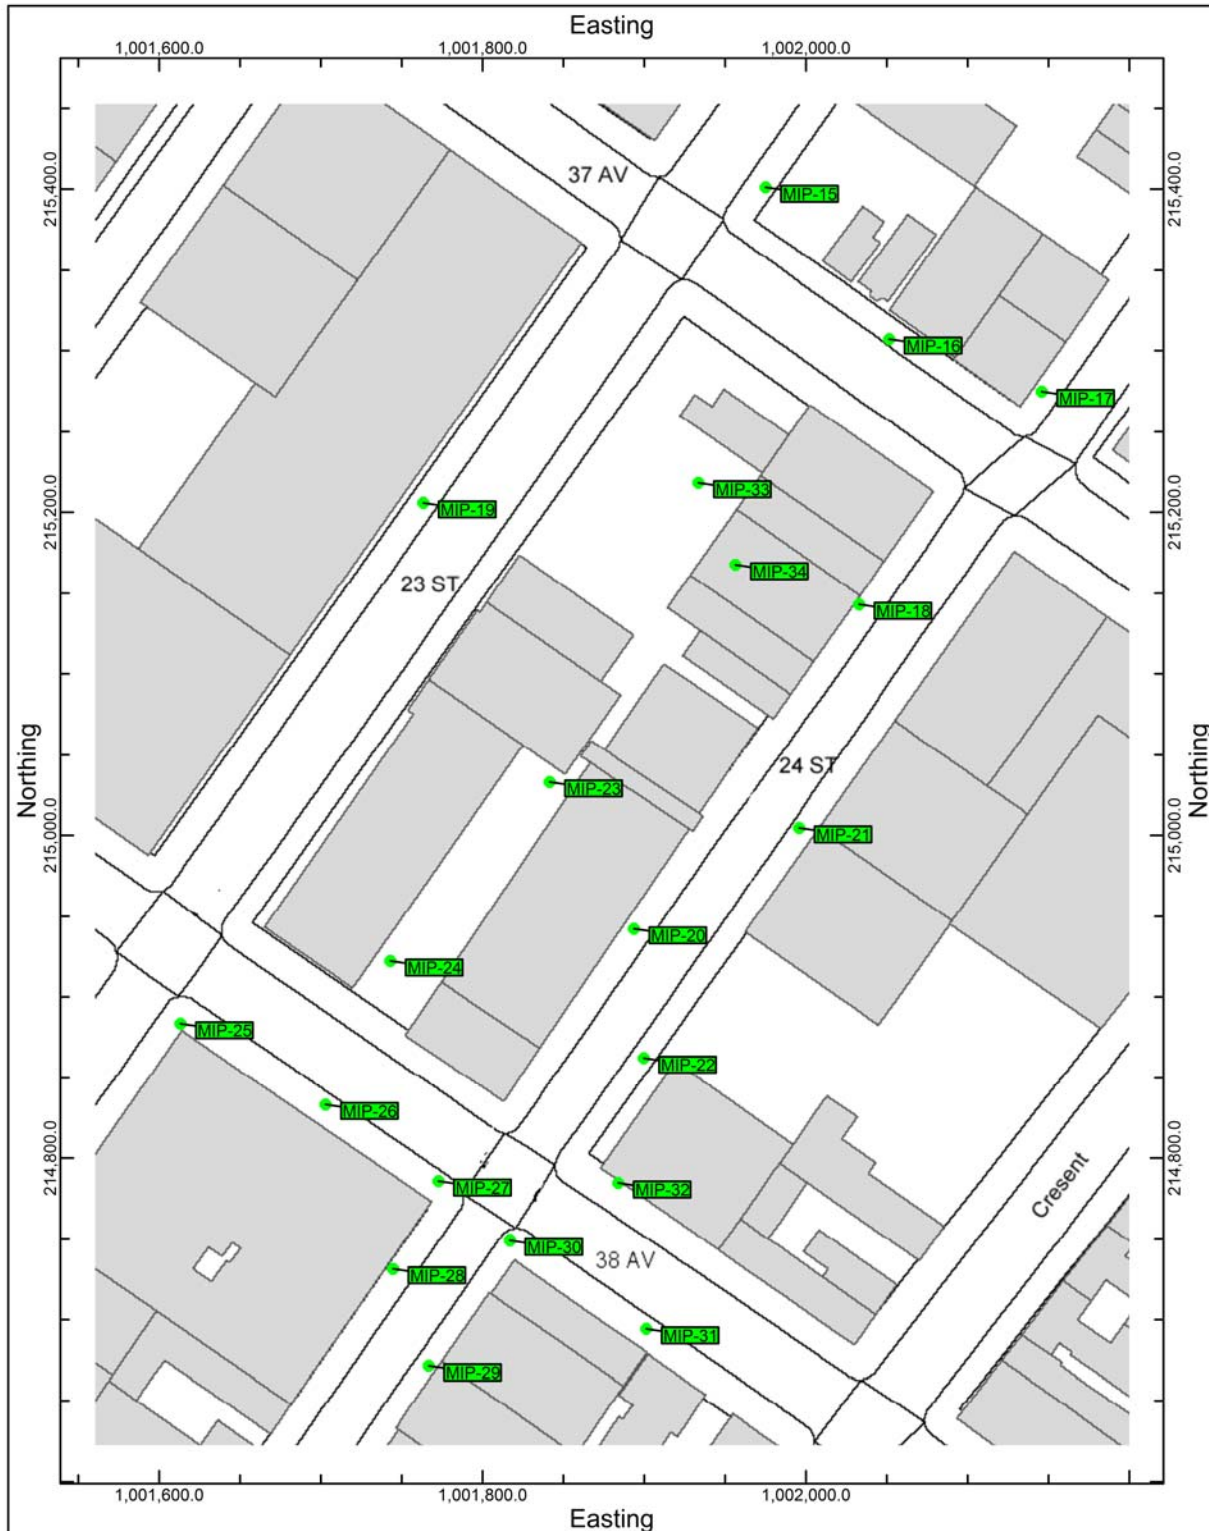 Easting
1,001,600.0
1,001,800.0
1,002,000.0
215,400.0
215,400.0
37 AV
MIP-15
MIP-16
MIP-17
MIP-33
215,200.0
MIP-19
215,200.0
23 ST
MIP-34
MIP-18
Northing
24 ST
Northing
MIP-23
215,000.0
MIP-21
215,000.0
MIP-20
MIP-24
MIP-25
MIP-22
MIP-26
214,800.0
214,800.0
MIP-27
MIP-32
Cresent
MIP-30
38 AV
MIP-28
MIP-31
MIP-29
1,001,600.0
1,001,800.0
1,002,000.0
Easting